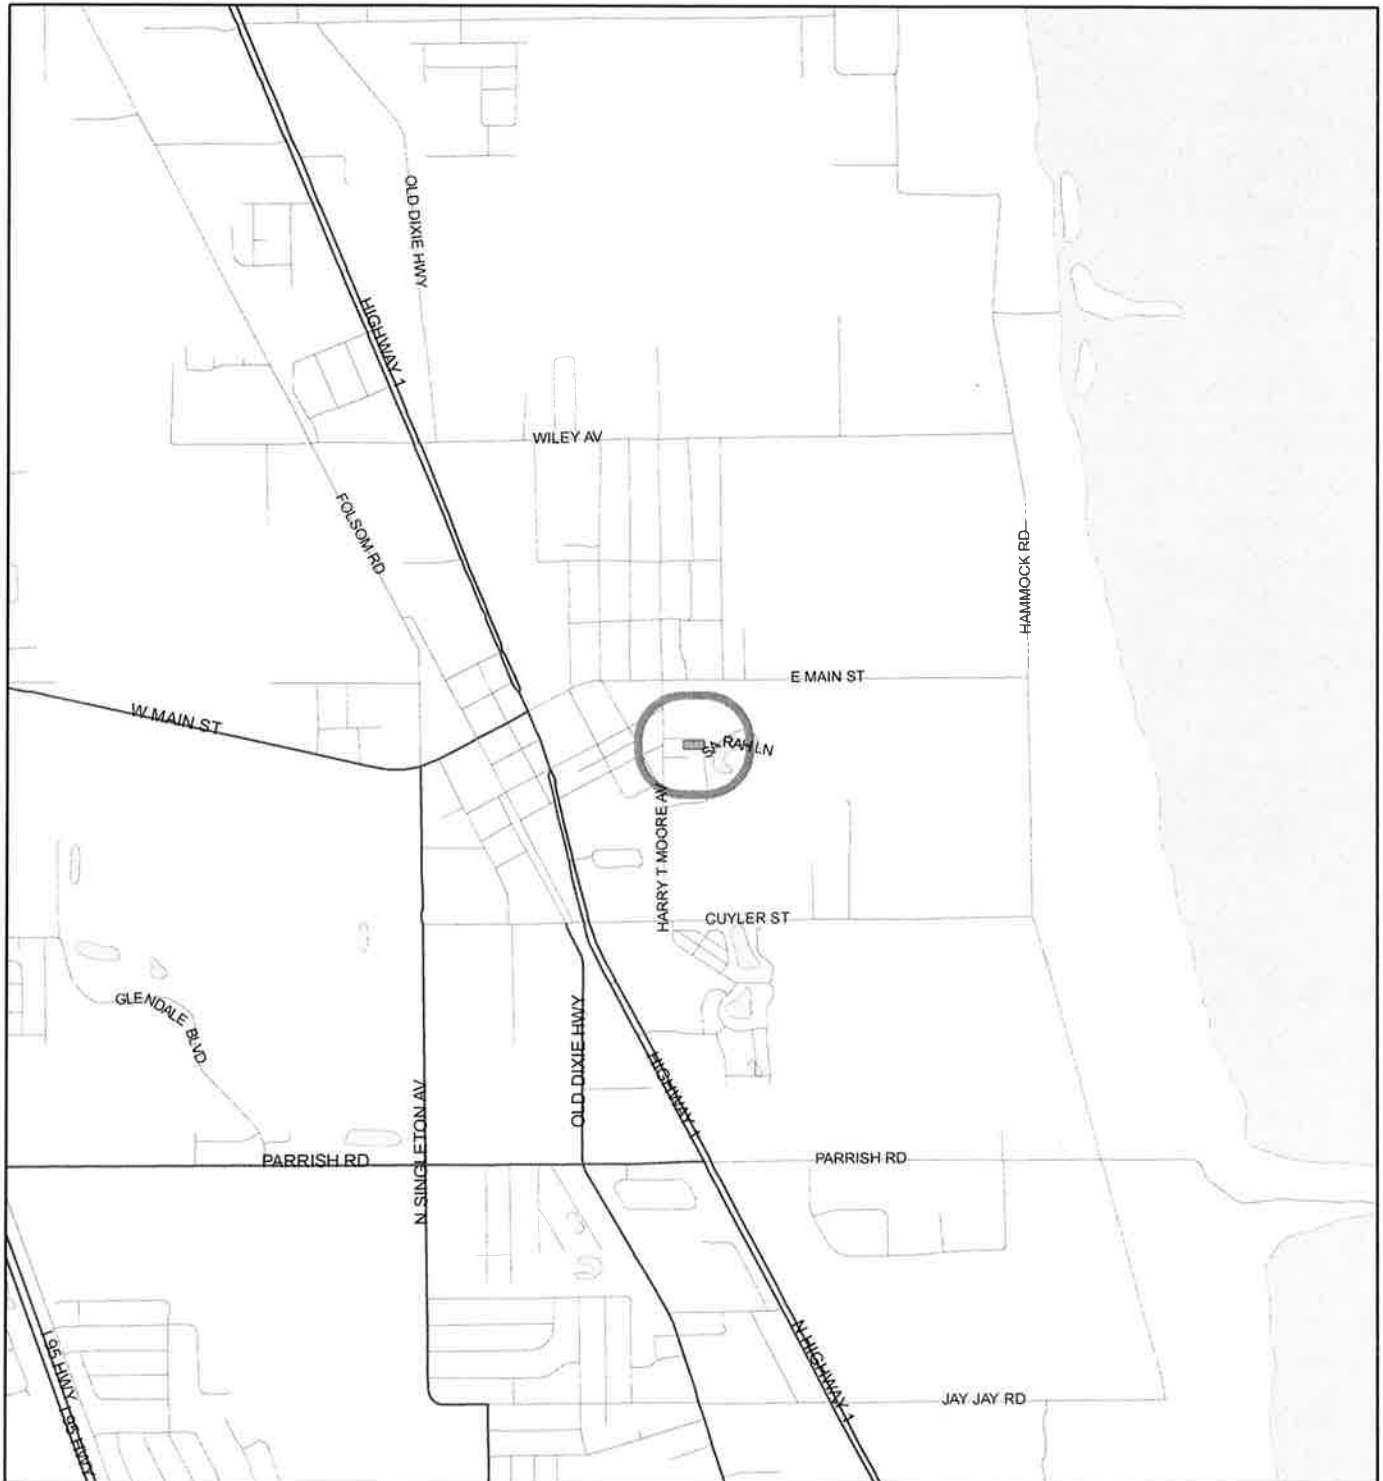 OLD DIXIE HWY
HIGHWAY 1
WILEY AV
FOLSOM RD
HAMMOCK RD
E MAIN ST
W MAIN ST
SARAH LN
HARRY T MOORE AV
CUYLER ST
GLENDALE BLVD
OLD DIXIE HWY
HIGHWAY 1
N SINGLETON AV
PARRISH RD
PARRISH RD
N HIGHWAY 1
I 95 HWY
I 95 HWY
JAY JAY RD